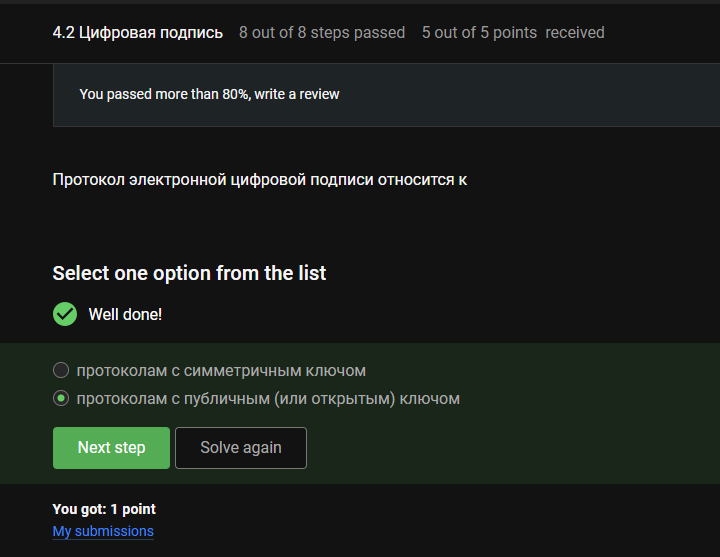 4.2 Цифровая подпись 8 out of 8 steps passed 5 out of 5 points received
You passed more than 80%, write a review
Протокол электронной цифровой подписи относится к
Select one option from the list
Well done!
протоколам с симметричным ключом
протоколам с публичным (или открытым) ключом
Next step Solve again
You got: 1 point
My submissions